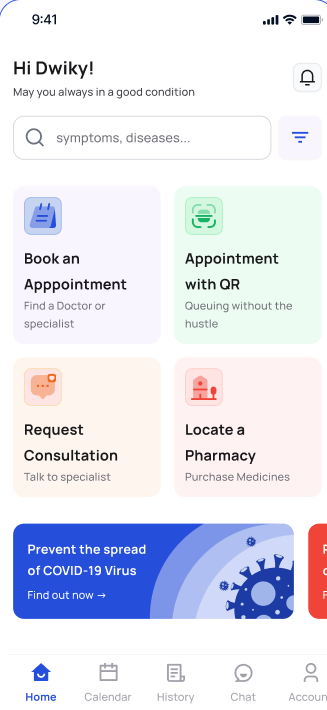 9:41
Hi Dwiky!
May you always in a good condition
symptoms, diseases...
Book an
Apppointment
Find a Doctor or
specialist
Appointment
with QR
Queuing without the
hustle
Request
Consultation
Talk to specialist
Locate a
Pharmacy
Purchase Medicines
Prevent the spread
of COVID-19 Virus
Find out now →
Home
Calendar
History
Chat
Accoun